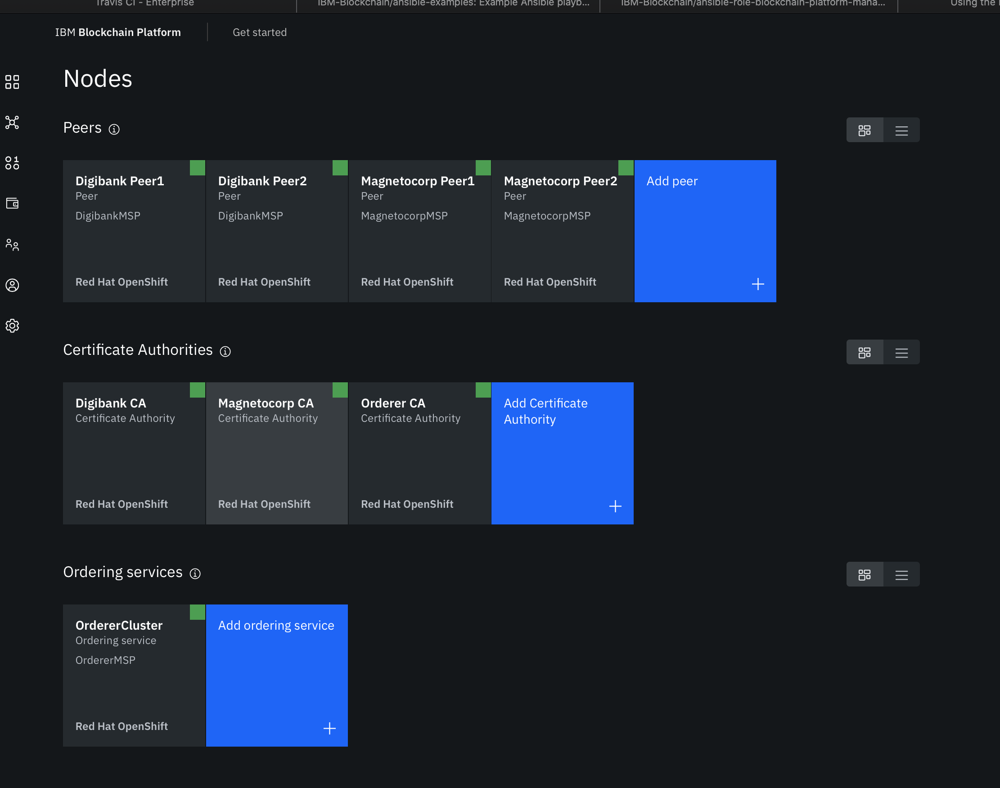 Travis CI - Enterprise
IBM-Blockchain/ansible-examples: Example Ansible playb...
IBM-Blockchain/ansible-role-blockchain-platform-mana...
Using the
IBM Blockchain Platform
Get started
Nodes
Peers
Digibank Peer1
Peer
DigibankMSP
Red Hat OpenShift
Digibank Peer2
Peer
DigibankMSP
Red Hat OpenShift
Magnetocorp Peer1
Peer
MagnetocorpMSP
Red Hat OpenShift
Magnetocorp Peer2
Peer
MagnetocorpMSP
Red Hat OpenShift
Add peer
Certificate Authorities
Digibank CA
Certificate Authority
Red Hat OpenShift
Magnetocorp CA
Certificate Authority
Red Hat OpenShift
Orderer CA
Certificate Authority
Red Hat OpenShift
Add Certificate
Authority
Ordering services
OrdererCluster
Ordering service
OrdererMSP
Red Hat OpenShift
Add ordering service